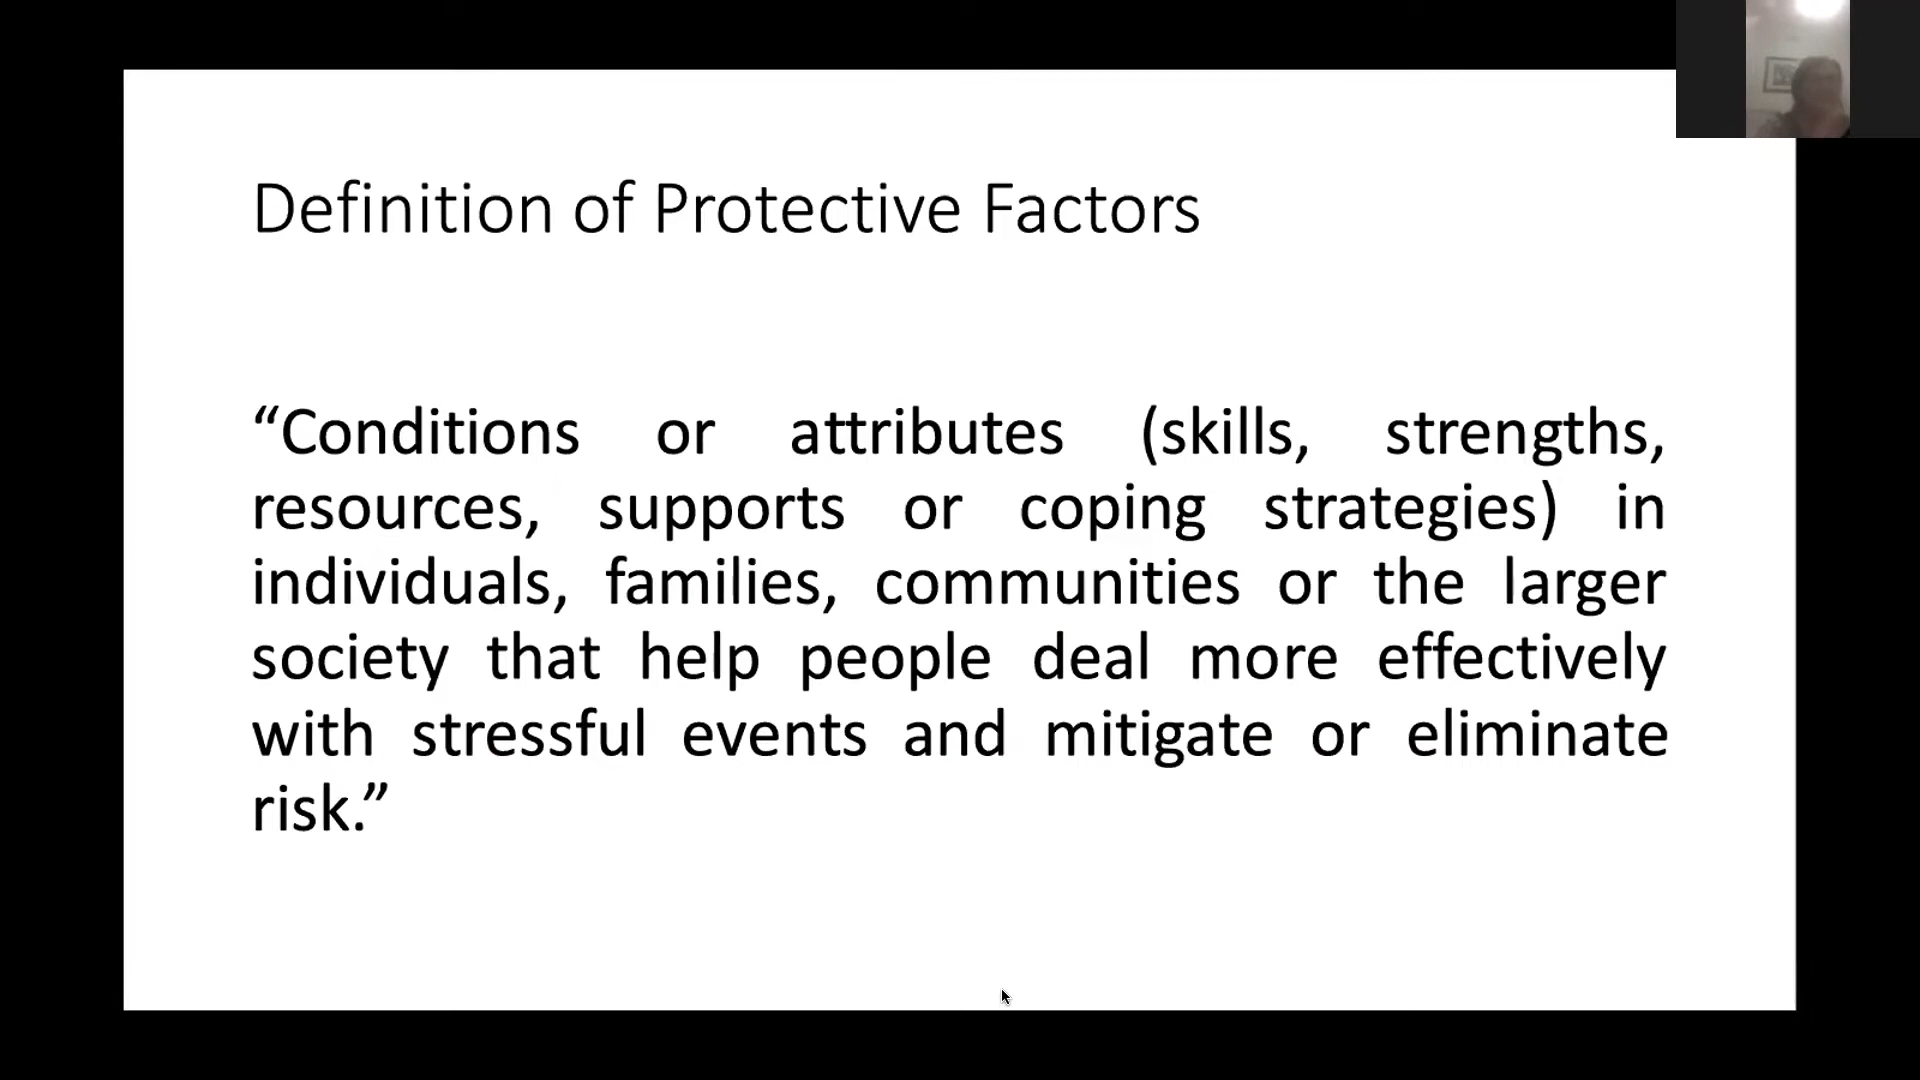 Definition of Protective Factors
“Conditions or attributes (skills, strengths,
resources, supports or coping strategies) in
individuals, families, communities or the larger
society that help people deal more effectively
with stressful events and mitigate or eliminate
risk.”